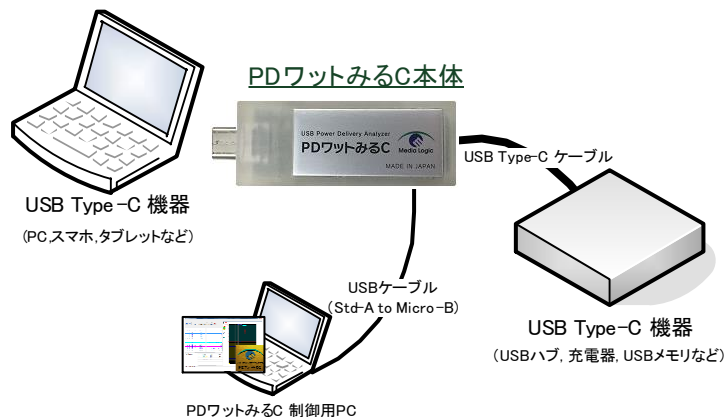 PDワットみるC本体
USB Power Delivery Analyzer
PDワットみるC
Media Logic
MADE IN JAPAN
USB Type-C ケーブル
USB Type-C 機器
(PC,スマホ,タブレットなど)
USBケーブル
(Std-A to Micro-B)
USB Type-C 機器
(USBハブ, 充電器, USBメモリなど)
PDワットみるC 制御用PC